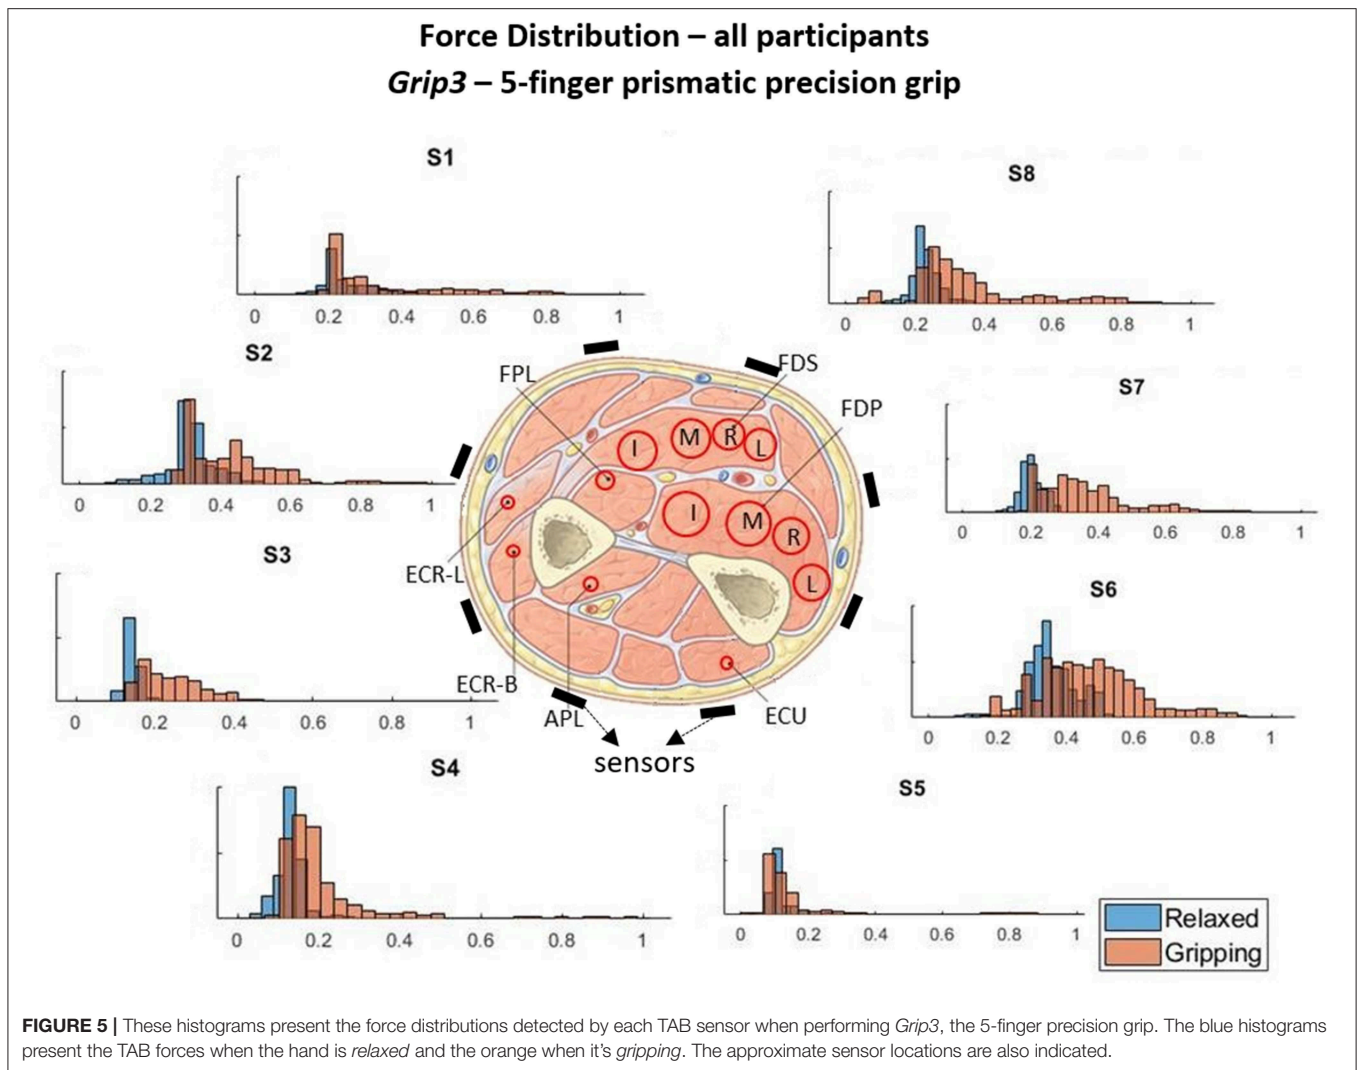 Force Distribution – all participants
Grip3 – 5-finger prismatic precision grip
S1
0 0.2 0.4 0.6 0.8 1
S8
0 0.2 0.4 0.6 0.8 1
S2
0 0.2 0.4 0.6 0.8 1
S7
0 0.2 0.4 0.6 0.8 1
S3
0 0.2 0.4 0.6 0.8 1
S6
0 0.2 0.4 0.6 0.8 1
S4
0 0.2 0.4 0.6 0.8 1
S5
0 0.2 0.4 0.6 0.8 1
FPL
FDS
FDP
I M R L
I M R L
ECR-L
ECR-B
APL
ECU
sensors
Relaxed
Gripping
FIGURE 5 | These histograms present the force distributions detected by each TAB sensor when performing Grip3, the 5-finger precision grip. The blue histograms
present the TAB forces when the hand is relaxed and the orange when it's gripping. The approximate sensor locations are also indicated.